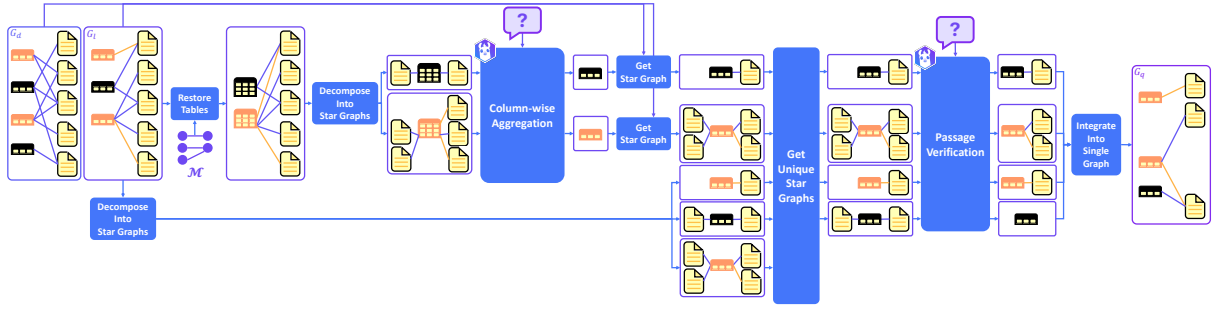 G_d
G_l
Restore
Tables
ℳ
Decompose
Into
Star Graphs
Decompose
Into
Star Graphs
?
Column-wise
Aggregation
Get
Star Graph
Get
Star Graph
Get
Unique
Star
Graphs
?
Passage
Verification
Integrate
Into
Single
Graph
G_q